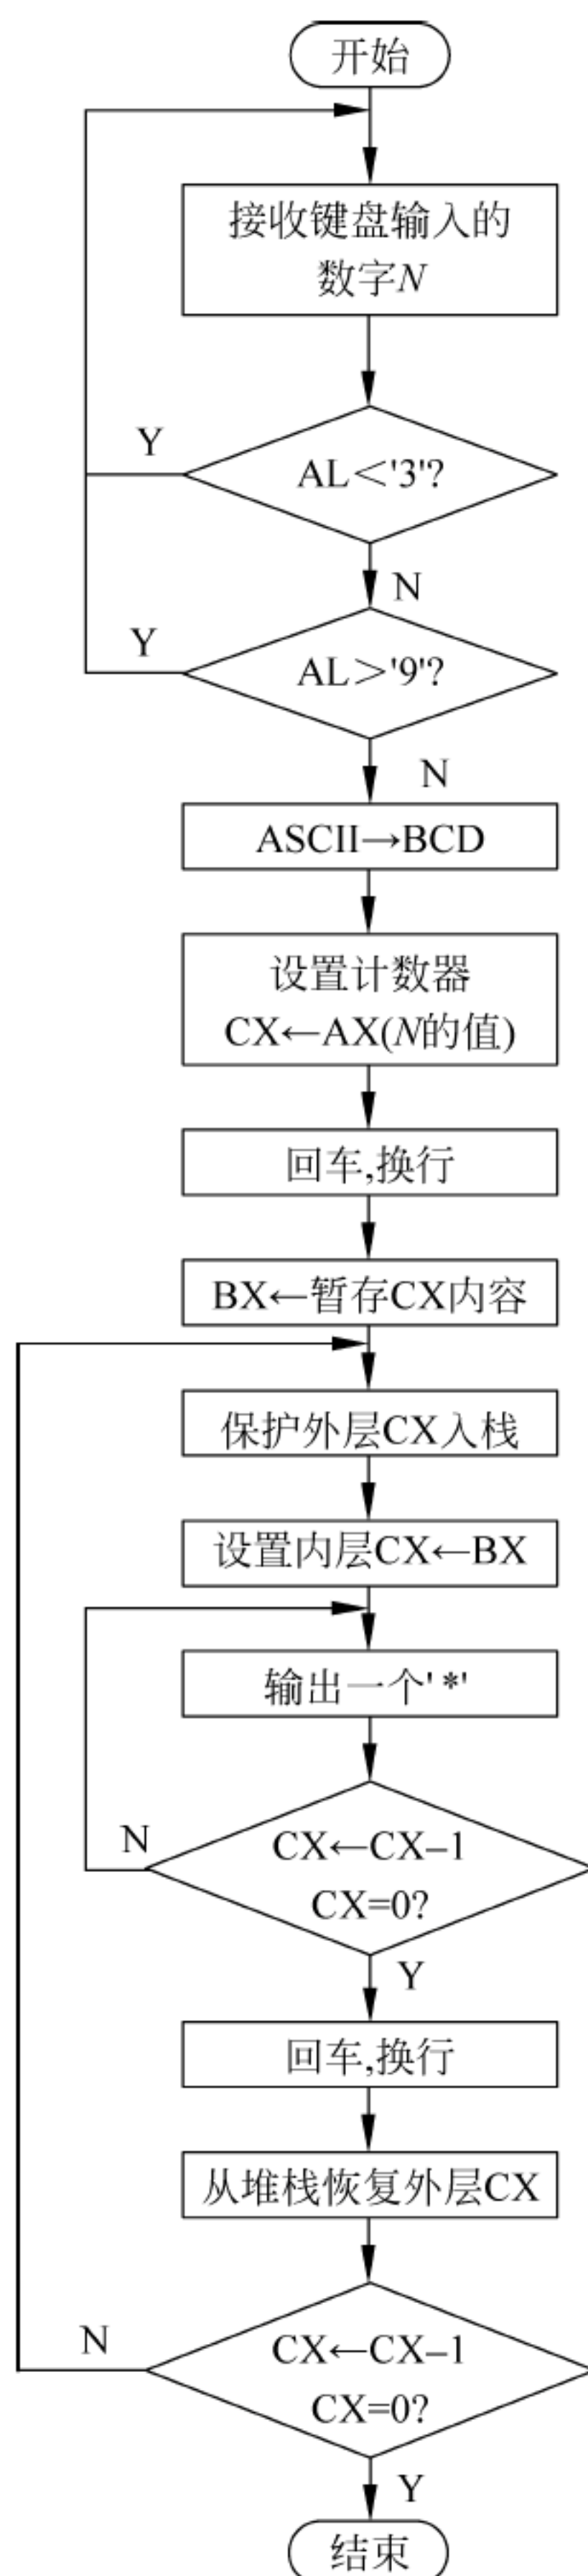 开始
接收键盘输入的
数字N
Y
AL＜'3'?
N
Y
AL＞'9'?
N
ASCII→BCD
设置计数器
CX←AX(N的值)
回车,换行
BX←暂存CX内容
保护外层CX入栈
设置内层CX←BX
输出一个'*'
N
CX←CX–1
CX=0?
Y
回车,换行
从堆栈恢复外层CX
N
CX←CX–1
CX=0?
Y
结束